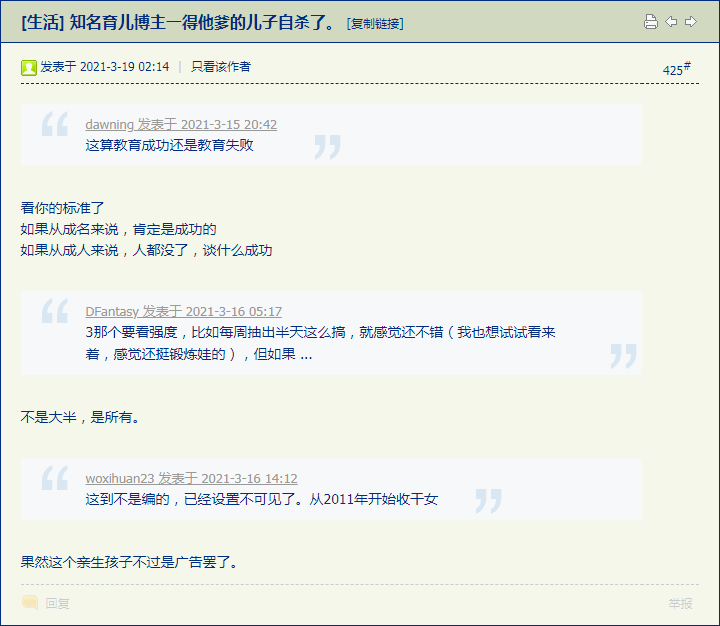 [生活] 知名育儿博主一得他爹的儿子自杀了。 [复制链接]
发表于 2021-3-19 02:14 | 只看该作者
425#
dawning 发表于 2021-3-15 20:42
这算教育成功还是教育失败
看你的标准了
如果从成名来说，肯定是成功的
如果从成人来说，人都没了，谈什么成功
DFantasy 发表于 2021-3-16 05:17
3那个要看强度，比如每周抽出半天这么搞，就感觉还不错（我也想试试看来
着，感觉还挺锻炼娃的），但如果 ...
不是大半，是所有。
woxihuan23 发表于 2021-3-16 14:12
这到不是编的，已经设置不可见了。从2011年开始收干女
果然这个亲生孩子不过是广告罢了。
回复
举报